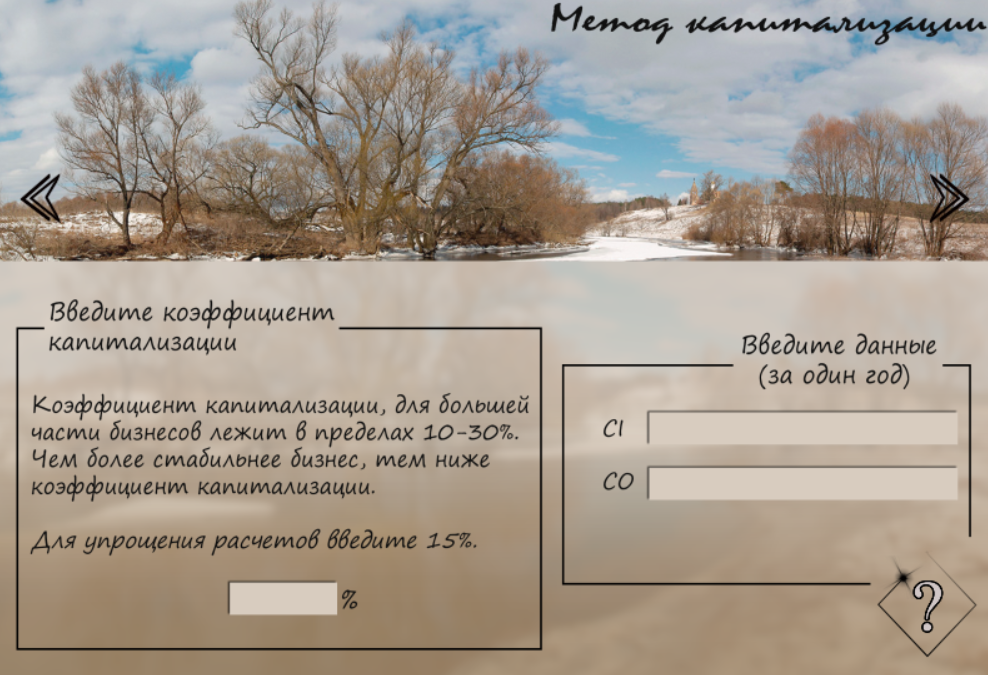 Метод капитализации
Введите коэффициент
капитализации
Коэффициент капитализации, для большей
части бизнесов лежит в пределах 10-30%.
Чем более стабильнее бизнес, тем ниже
коэффициент капитализации.
Для упрощения расчетов введите 15%.
%
Введите данные
(за один год)
CI
CO
?